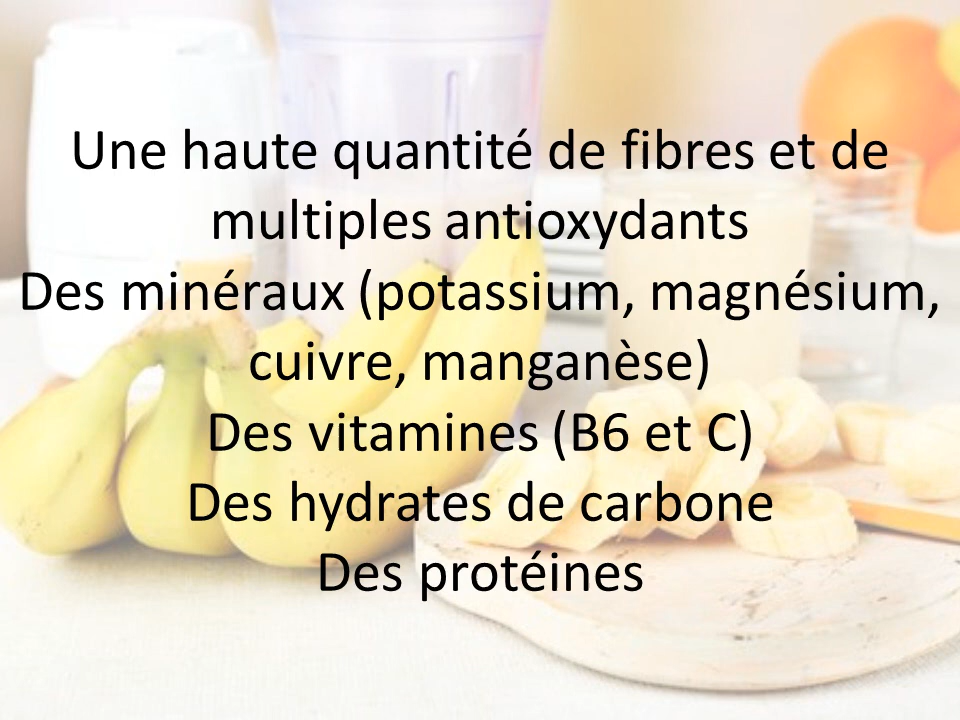 Une haute quantité de fibres et de
multiples antioxydants
Des minéraux (potassium, magnésium,
cuivre, manganèse)
Des vitamines (B6 et C)
Des hydrates de carbone
Des protéines